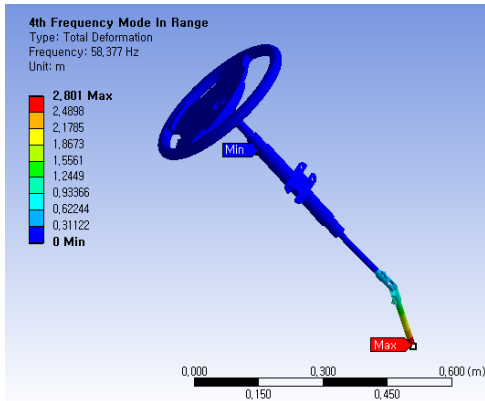 4th Frequency Mode In Range
Type: Total Deformation
Frequency: 58,377 Hz
Unit: m
2,801 Max
2,4898
2,1785
1,8673
1,5561
1,2449
0,93366
0,62244
0,31122
0 Min
Min
Max
0,000 0,300 0,600 (m)
0,150 0,450